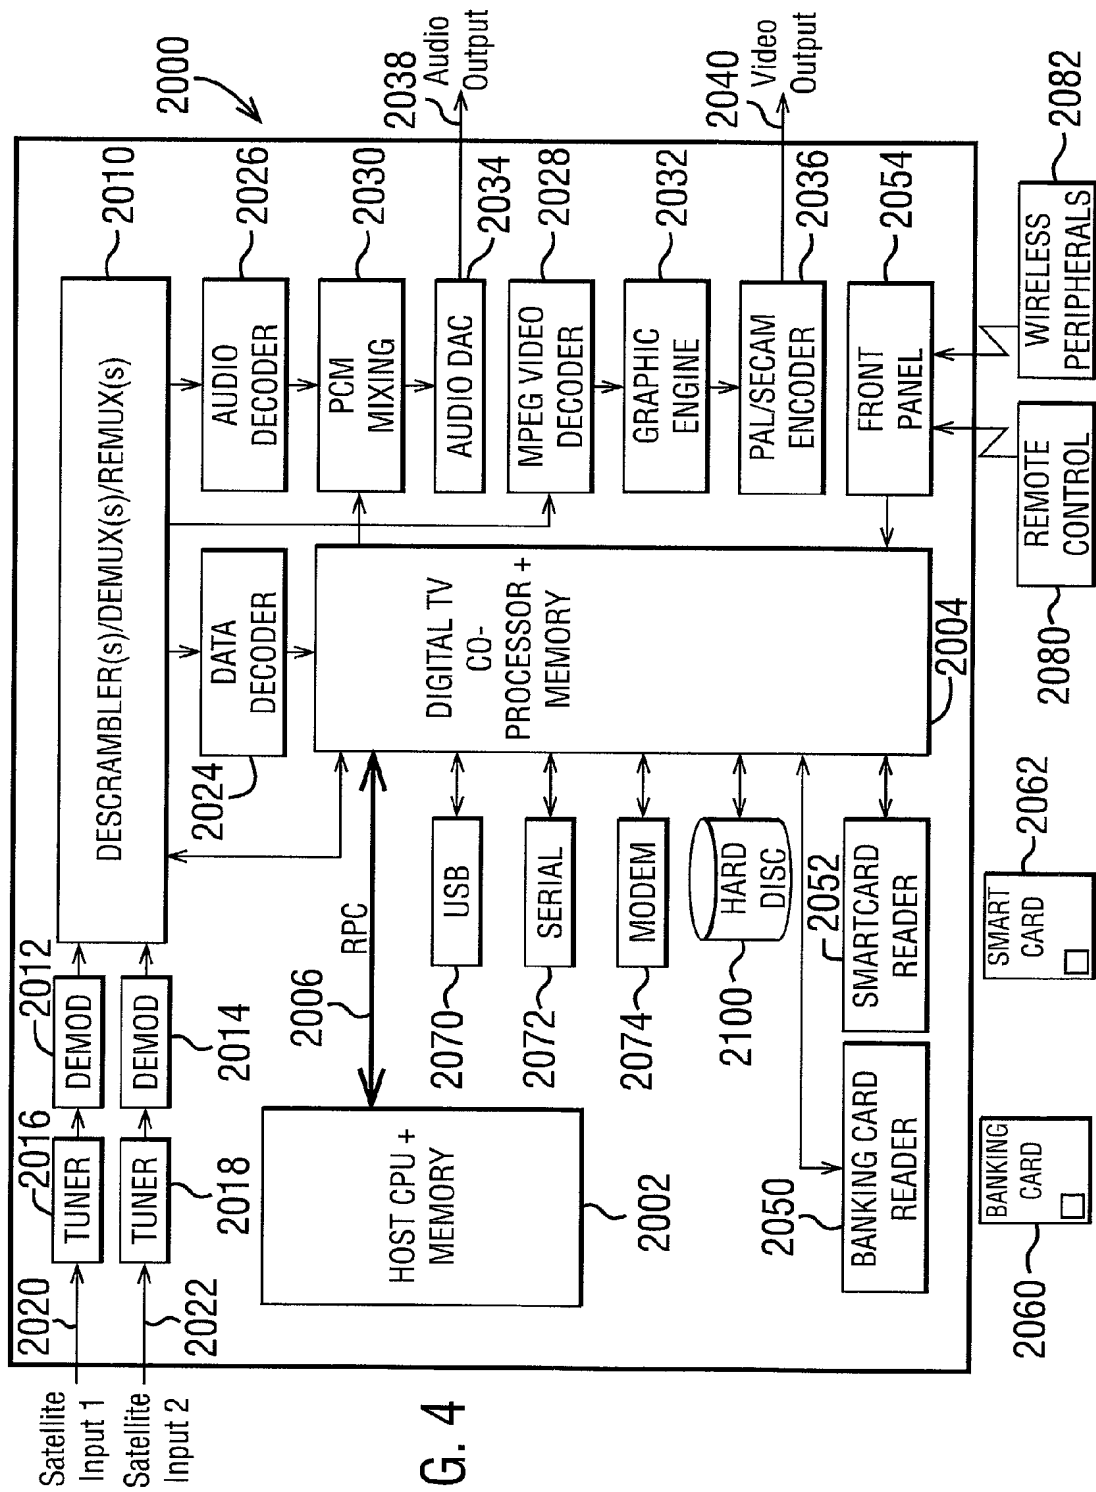 2000
Satellite
Input 1
2020
TUNER
2016
DEMOD
2012
DESCRAMBLER(s)/DEMUX(s)/REMUX(s)
2010
Satellite
Input 2
2022
TUNER
2018
DEMOD
2014
DATA
DECODER
2024
AUDIO
DECODER
2026
HOST CPU +
MEMORY
2002
2006
RPC
DIGITAL TV
CO-
PROCESSOR +
MEMORY
2004
PCM
MIXING
2030
USB
2070
AUDIO DAC
2034
2038
Audio
Output
SERIAL
2072
MPEG VIDEO
DECODER
2028
MODEM
2074
GRAPHIC
ENGINE
2032
HARD
DISC
2100
PAL/SECAM
ENCODER
2036
2040
Video
Output
BANKING CARD
READER
2050
SMARTCARD
READER
2052
FRONT
PANEL
2054
BANKING
CARD
2060
SMART
CARD
2062
REMOTE
CONTROL
2080
WIRELESS
PERIPHERALS
2082
G. 4